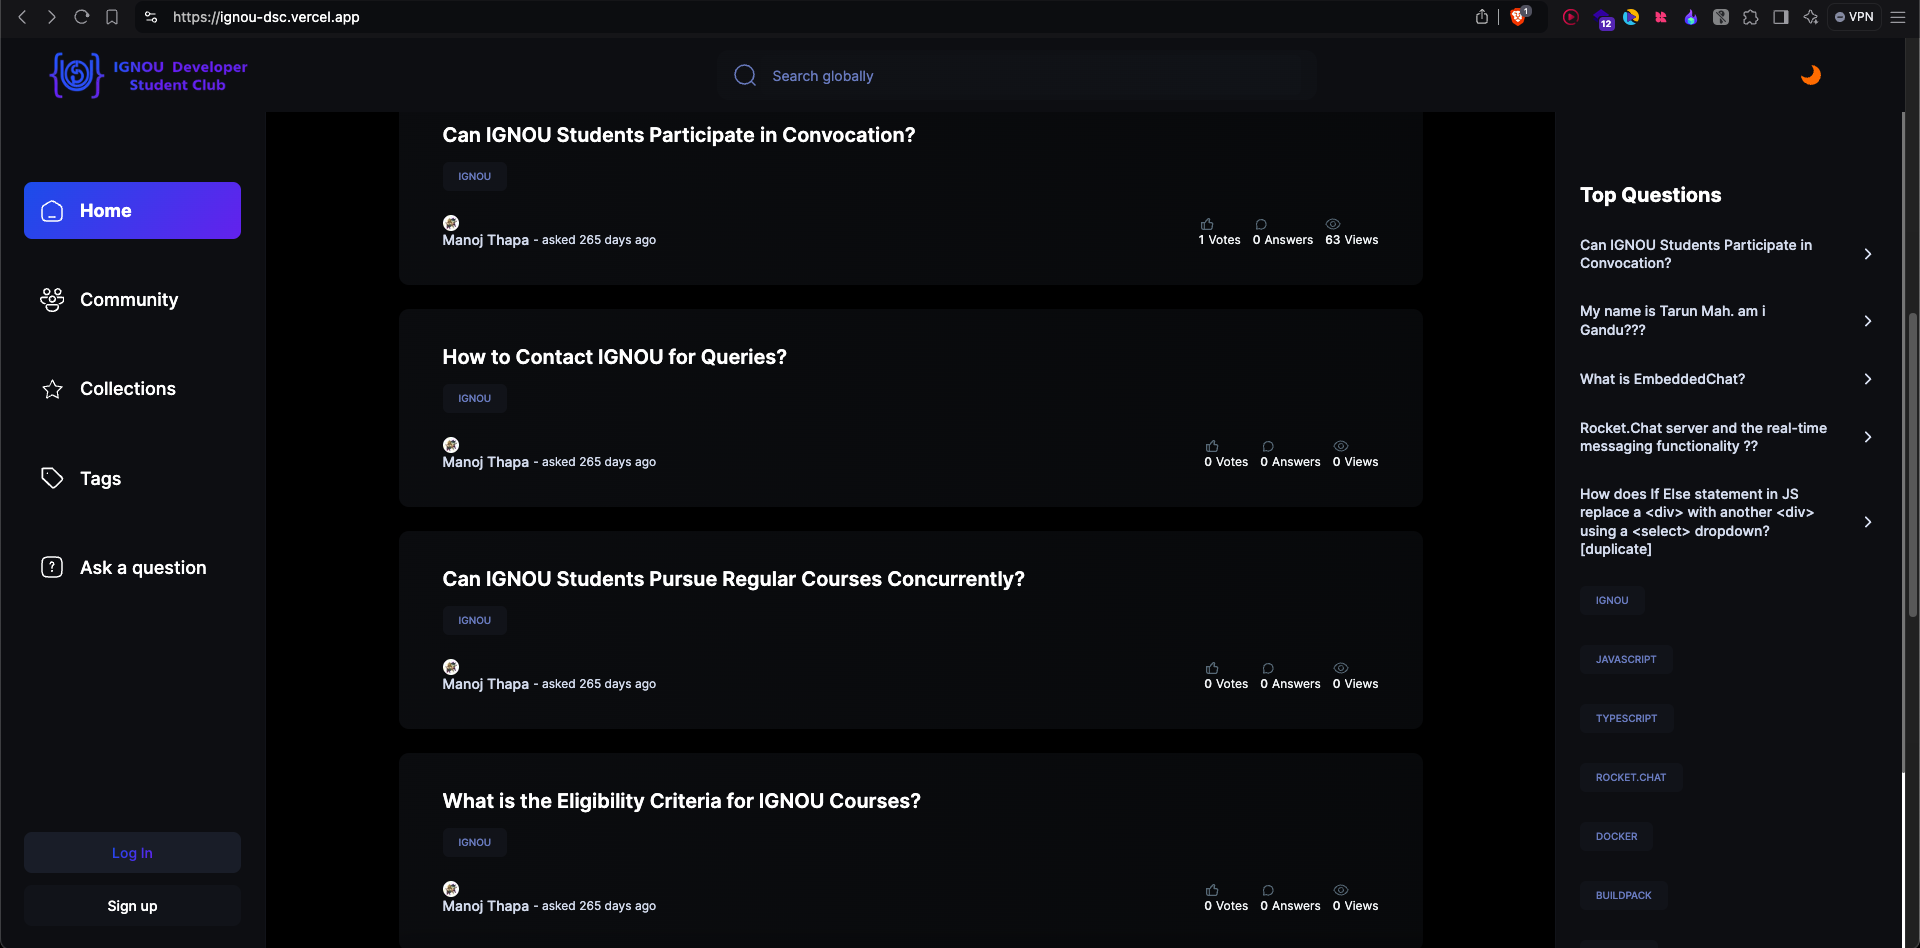 https://ignou-dsc.vercel.app
1
12
VPN
IGNOU Developer
Student Club
Search globally
Home
Community
Collections
Tags
Ask a question
Log In
Sign up
Can IGNOU Students Participate in Convocation?
IGNOU
Manoj Thapa - asked 265 days ago
1 Votes 0 Answers 63 Views
How to Contact IGNOU for Queries?
IGNOU
Manoj Thapa - asked 265 days ago
0 Votes 0 Answers 0 Views
Can IGNOU Students Pursue Regular Courses Concurrently?
IGNOU
Manoj Thapa - asked 265 days ago
0 Votes 0 Answers 0 Views
What is the Eligibility Criteria for IGNOU Courses?
IGNOU
Manoj Thapa - asked 265 days ago
0 Votes 0 Answers 0 Views
Top Questions
Can IGNOU Students Participate in
Convocation?
My name is Tarun Mah. am i
Gandu???
What is EmbeddedChat?
Rocket.Chat server and the real-time
messaging functionality ??
How does If Else statement in JS
replace a <div> with another <div>
using a <select> dropdown?
[duplicate]
IGNOU
JAVASCRIPT
TYPESCRIPT
ROCKET.CHAT
DOCKER
BUILDPACK